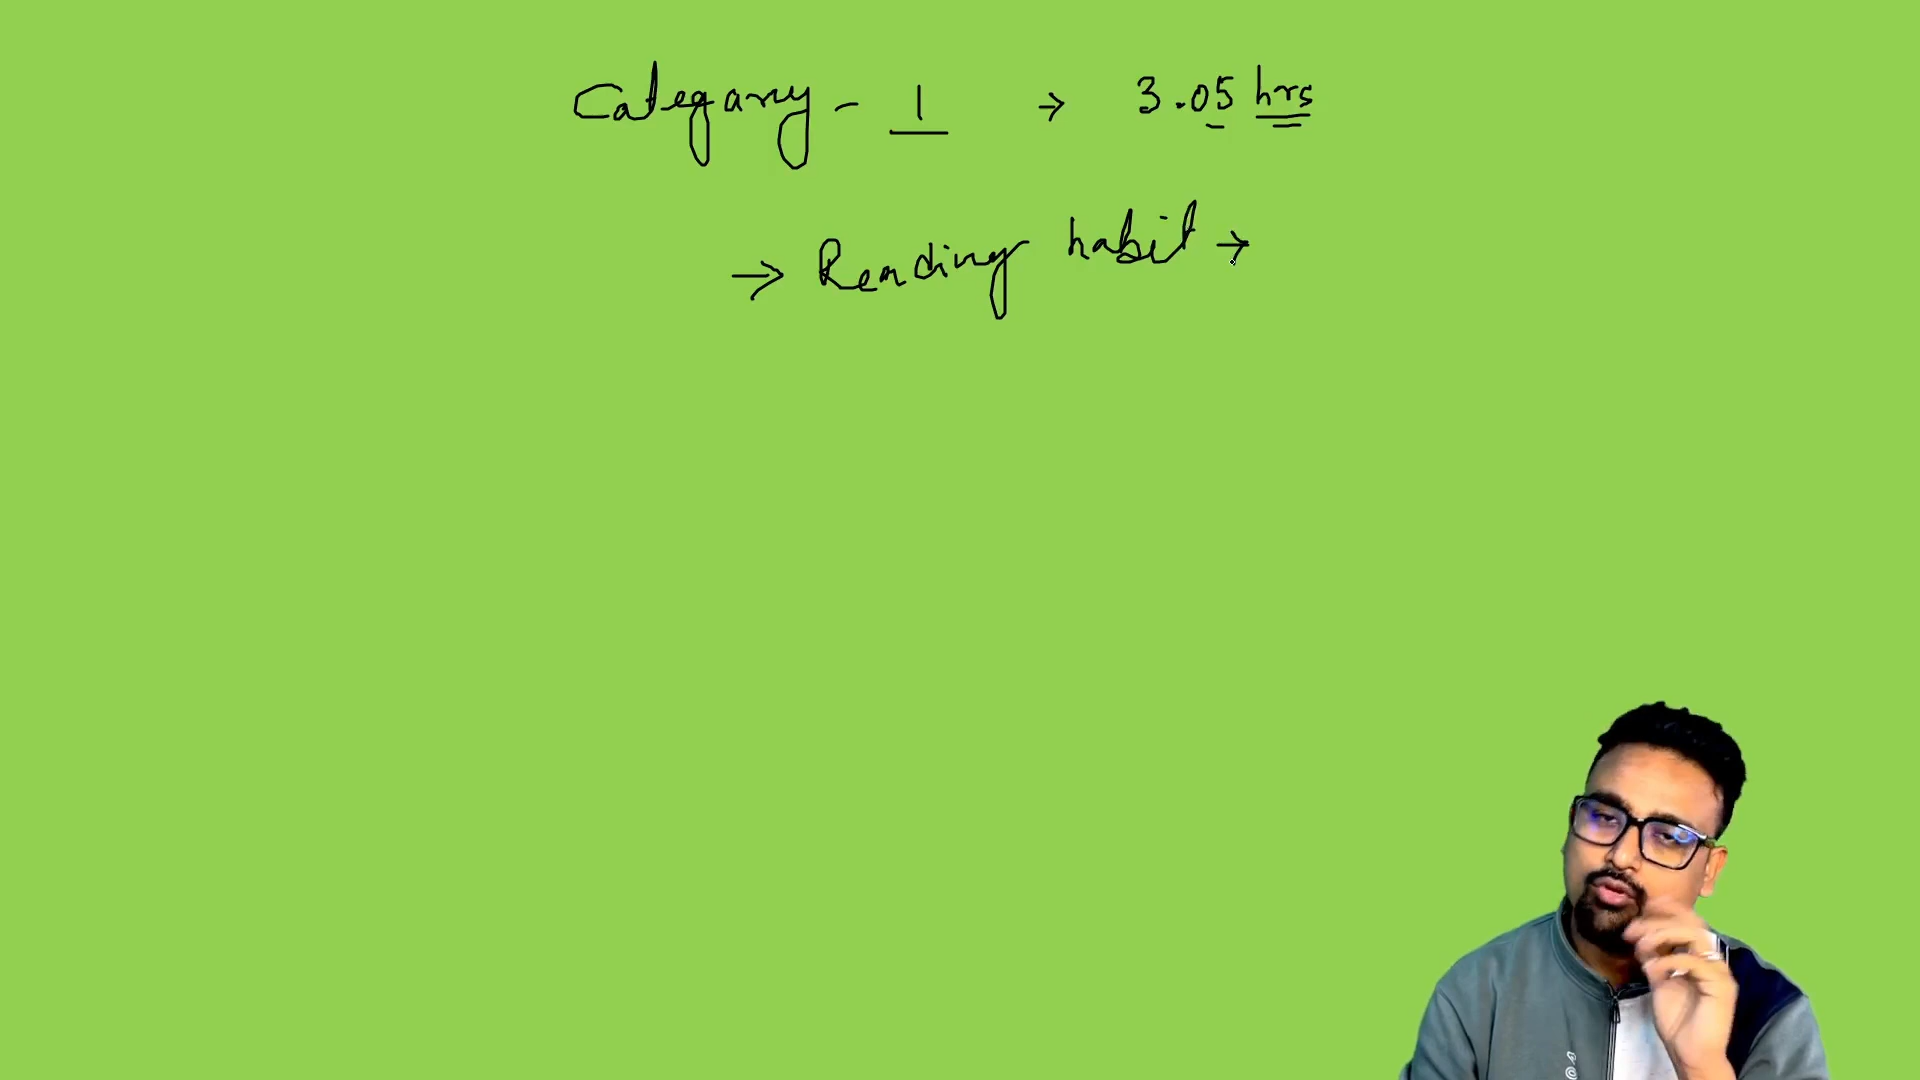 Categary - 1 → 3.05 hrs
→ Reading habit →